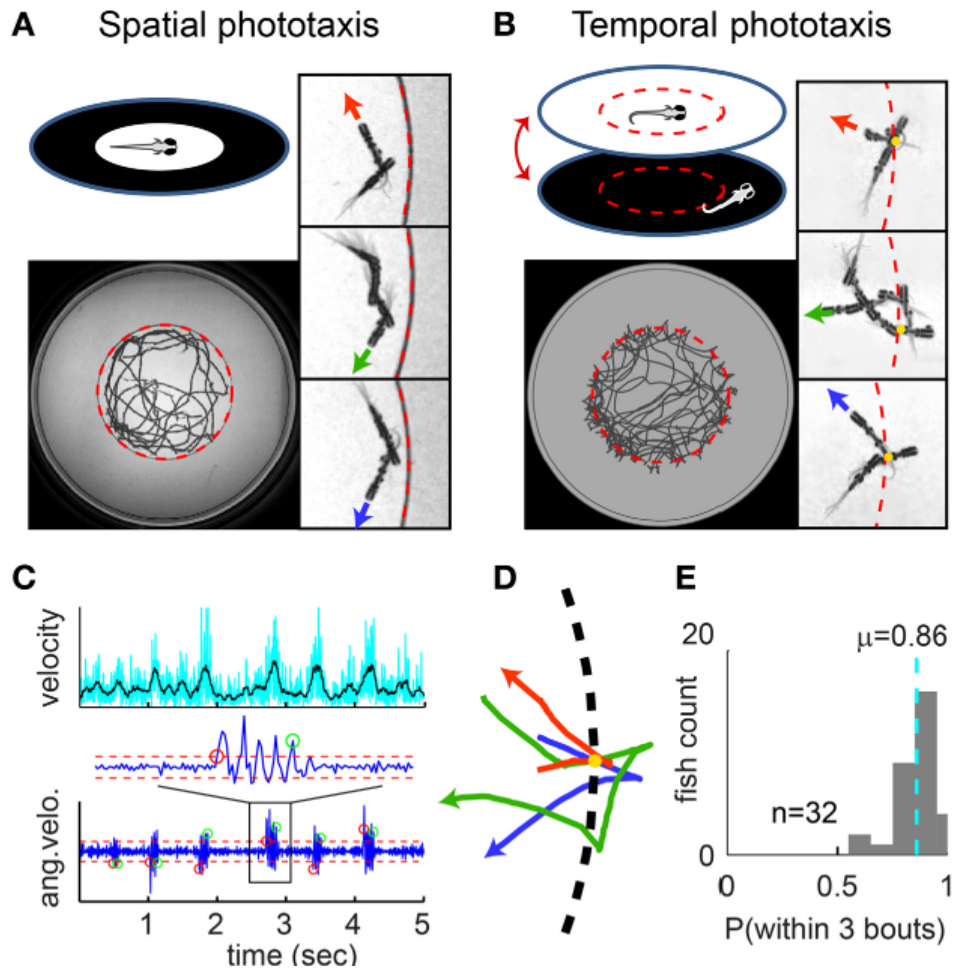 A Spatial phototaxis
B Temporal phototaxis
C
velocity
ang.velo.
1 2 3 4 5
time (sec)
D
E
20
μ=0.86
fish count
n=32
0
0 0.5 1
P(within 3 bouts)